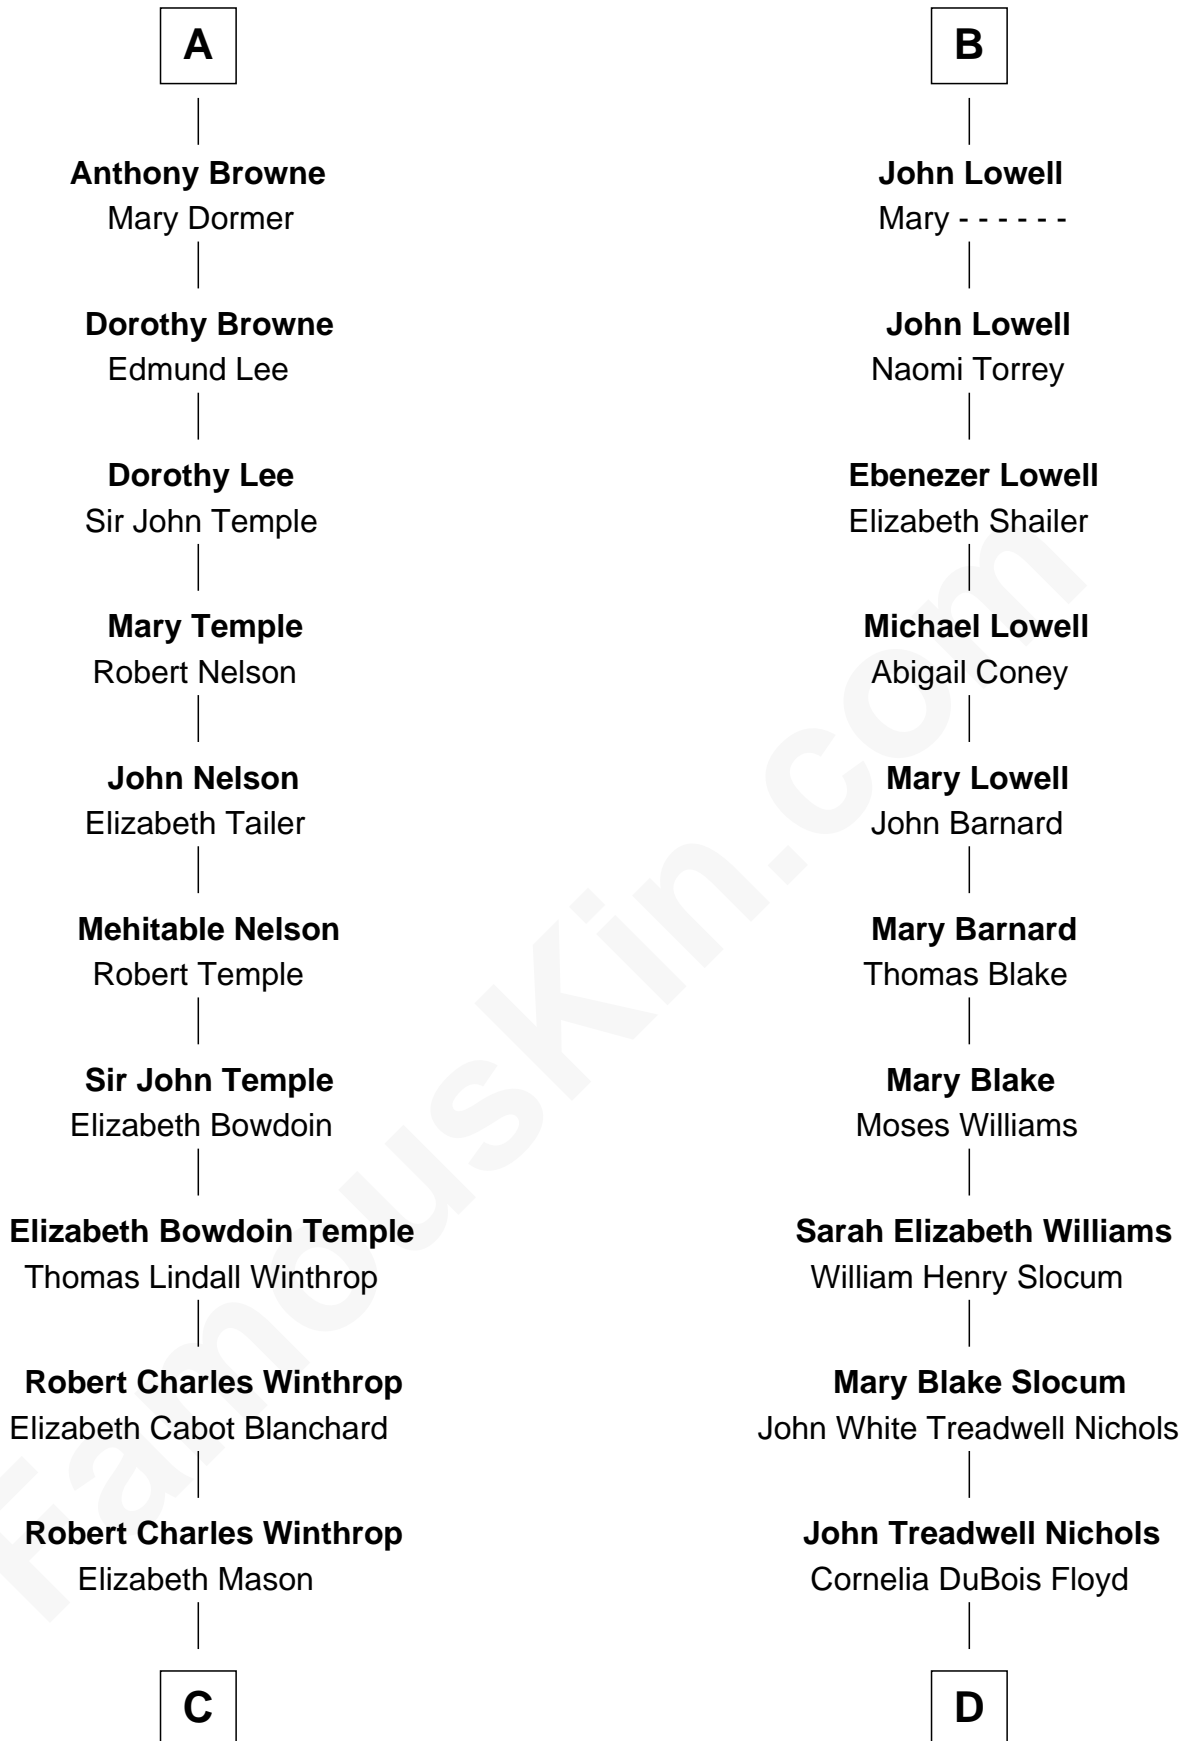 A
Anthony Browne
Mary Dormer
Dorothy Browne
Edmund Lee
Dorothy Lee
Sir John Temple
Mary Temple
Robert Nelson
John Nelson
Elizabeth Tailer
Mehitable Nelson
Robert Temple
Sir John Temple
Elizabeth Bowdoin
Elizabeth Bowdoin Temple
Thomas Lindall Winthrop
Robert Charles Winthrop
Elizabeth Cabot Blanchard
Robert Charles Winthrop
Elizabeth Mason
C
B
John Lowell
Mary - - - - - -
John Lowell
Naomi Torrey
Ebenezer Lowell
Elizabeth Shailer
Michael Lowell
Abigail Coney
Mary Lowell
John Barnard
Mary Barnard
Thomas Blake
Mary Blake
Moses Williams
Sarah Elizabeth Williams
William Henry Slocum
Mary Blake Slocum
John White Treadwell Nichols
John Treadwell Nichols
Cornelia DuBois Floyd
D
FamousKin.com